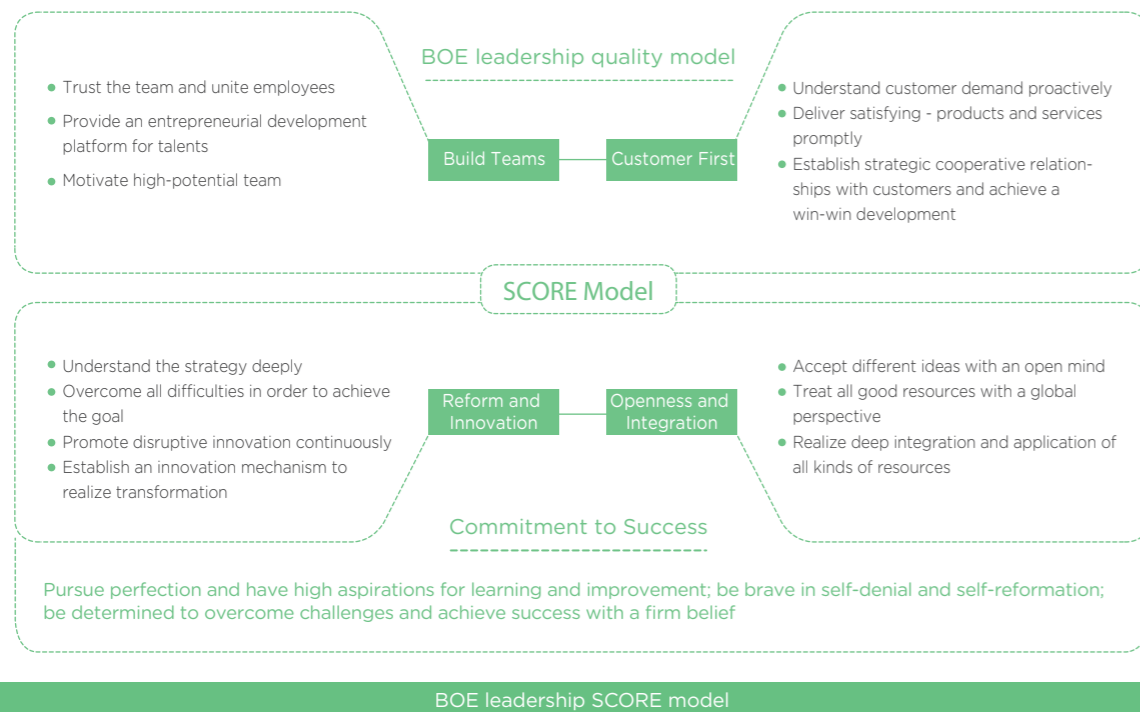 BOE leadership quality model
Trust the team and unite employees
Provide an entrepreneurial development
platform for talents
Motivate high-potential team
Build Teams
Customer First
Understand customer demand proactively
Deliver satisfying - products and services
promptly
Establish strategic cooperative relation-
ships with customers and achieve a
win-win development
SCORE Model
Understand the strategy deeply
Overcome all difficulties in order to achieve
the goal
Promote disruptive innovation continuously
Establish an innovation mechanism to
realize transformation
Reform and
Innovation
Openness and
Integration
Accept different ideas with an open mind
Treat all good resources with a global
perspective
Realize deep integration and application of
all kinds of resources
Commitment to Success
Pursue perfection and have high aspirations for learning and improvement; be brave in self-denial and self-reformation;
be determined to overcome challenges and achieve success with a firm belief
BOE leadership SCORE model